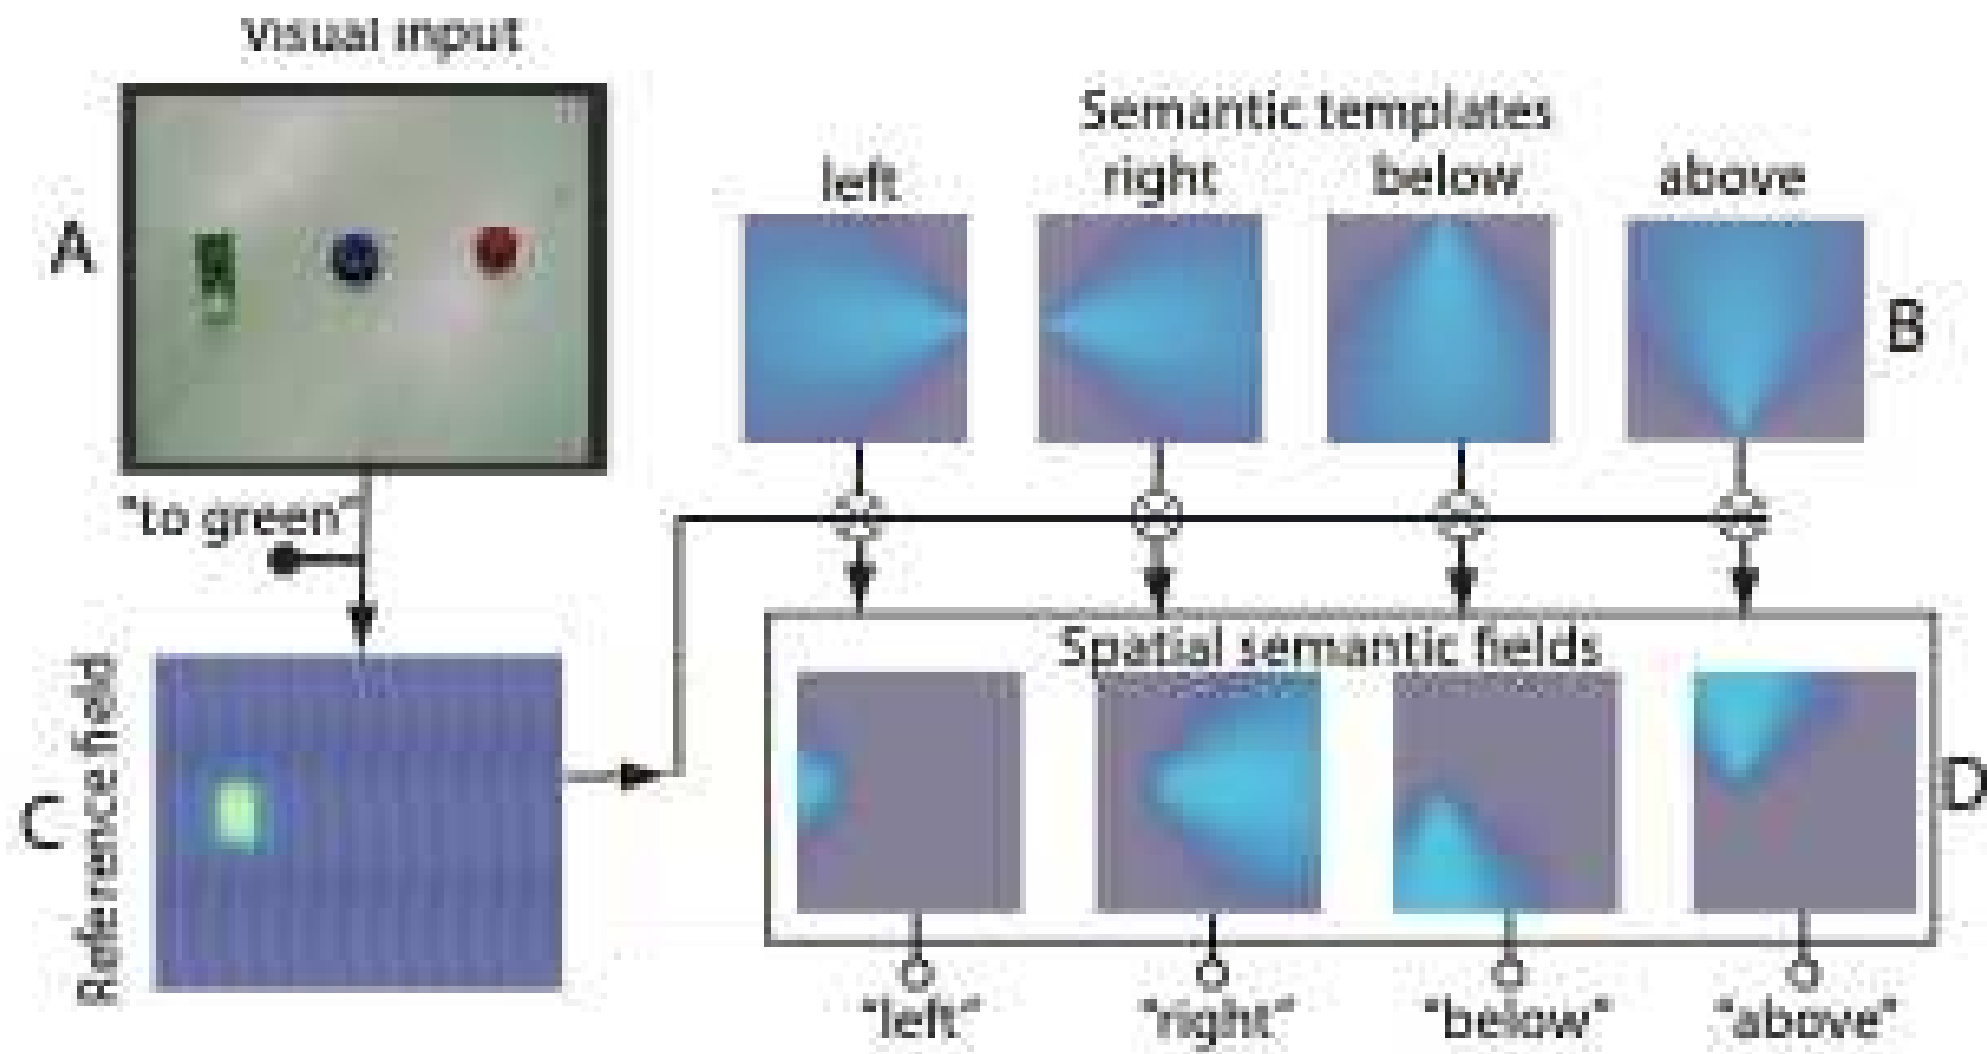 Visual input
Semantic templates
left right below above
A
B
"to green"
Spatial semantic fields
Reference field
C
D
"left" "right" "below" "above"